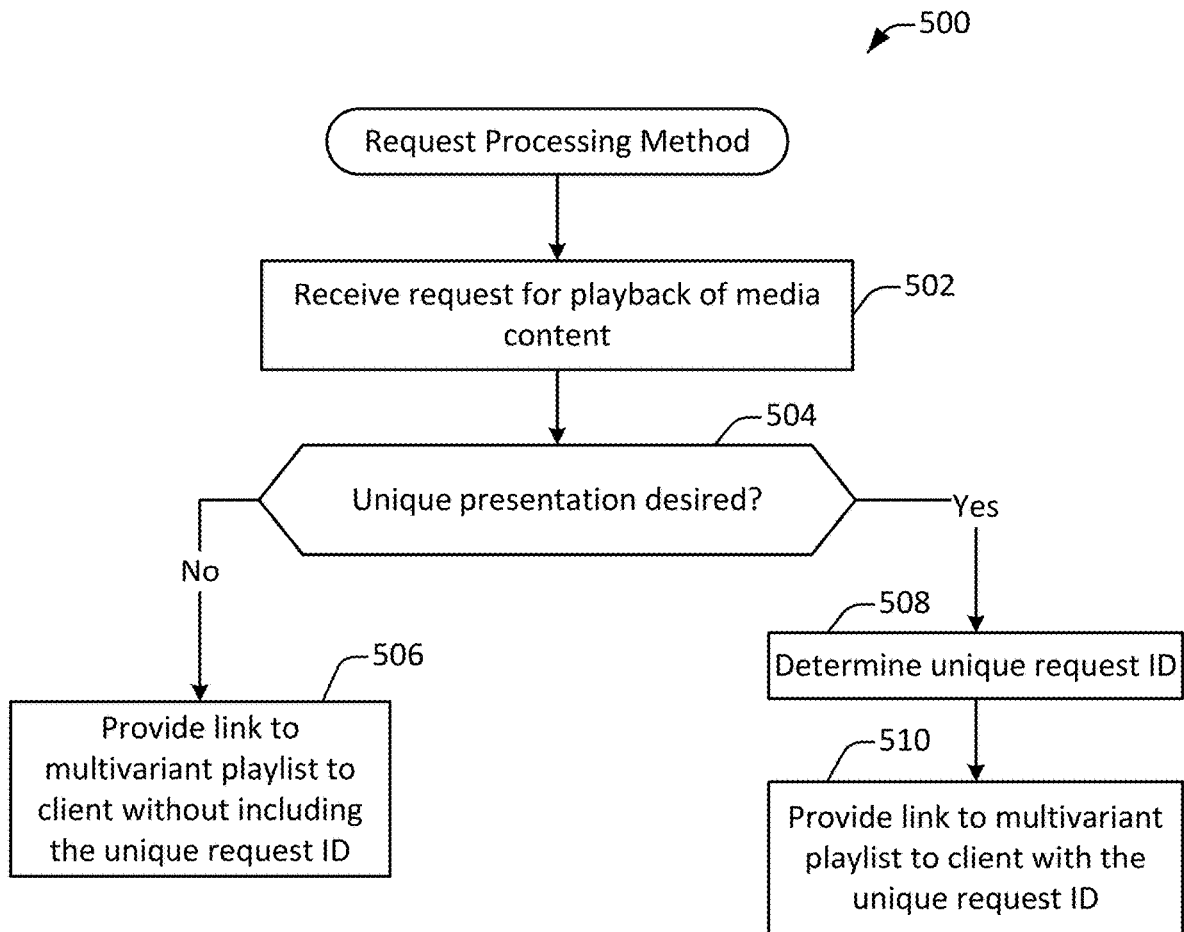 500
Request Processing Method
Receive request for playback of media
content
502
504
Unique presentation desired?
No
Yes
506
Provide link to
multivariant playlist to
client without including
the unique request ID
508
Determine unique request ID
510
Provide link to multivariant
playlist to client with the
unique request ID